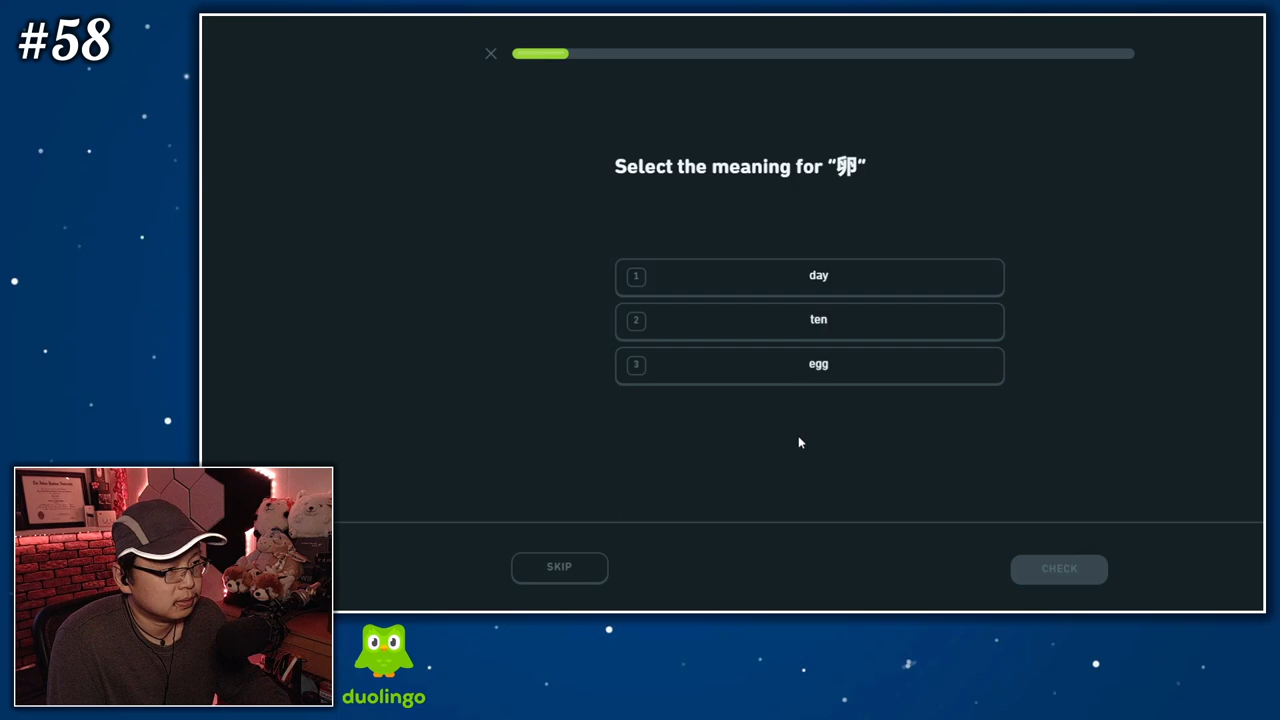 #58
Select the meaning for “卵”
1 day
2 ten
3 egg
SKIP
CHECK
duolingo